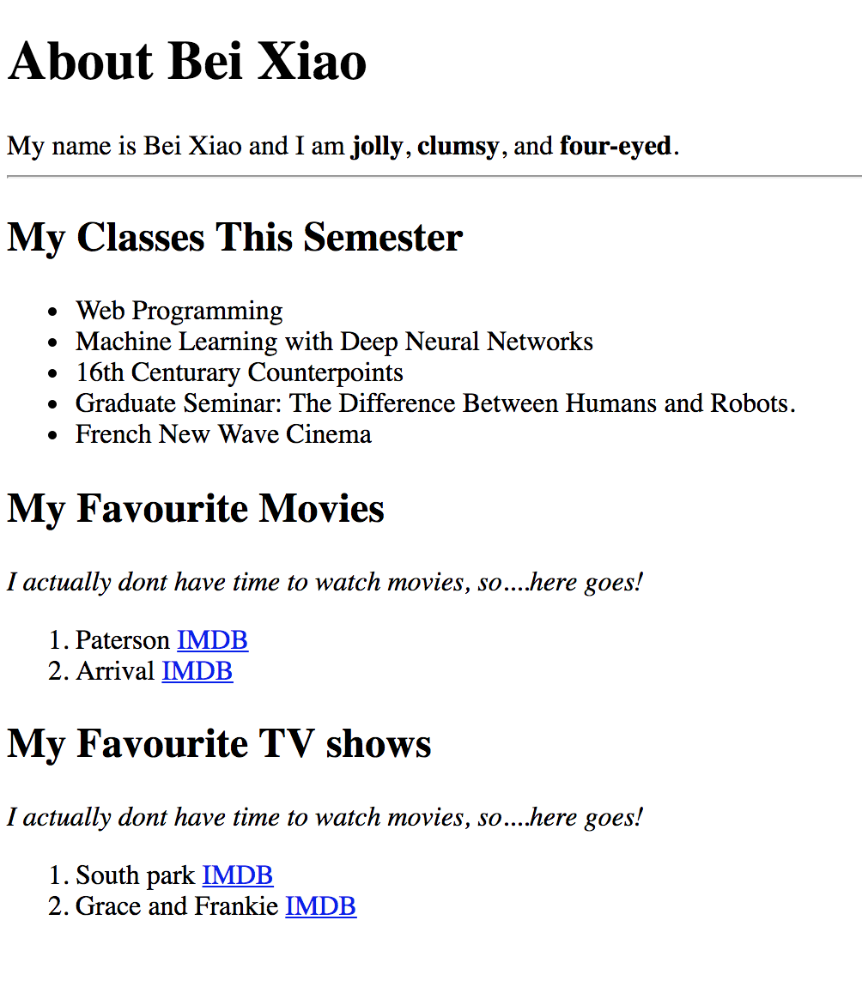 About Bei Xiao
My name is Bei Xiao and I am jolly, clumsy, and four-eyed.
My Classes This Semester
• Web Programming
• Machine Learning with Deep Neural Networks
• 16th Centurary Counterpoints
• Graduate Seminar: The Difference Between Humans and Robots.
• French New Wave Cinema
My Favourite Movies
I actually dont have time to watch movies, so....here goes!
1. Paterson IMDB
2. Arrival IMDB
My Favourite TV shows
I actually dont have time to watch movies, so....here goes!
1. South park IMDB
2. Grace and Frankie IMDB